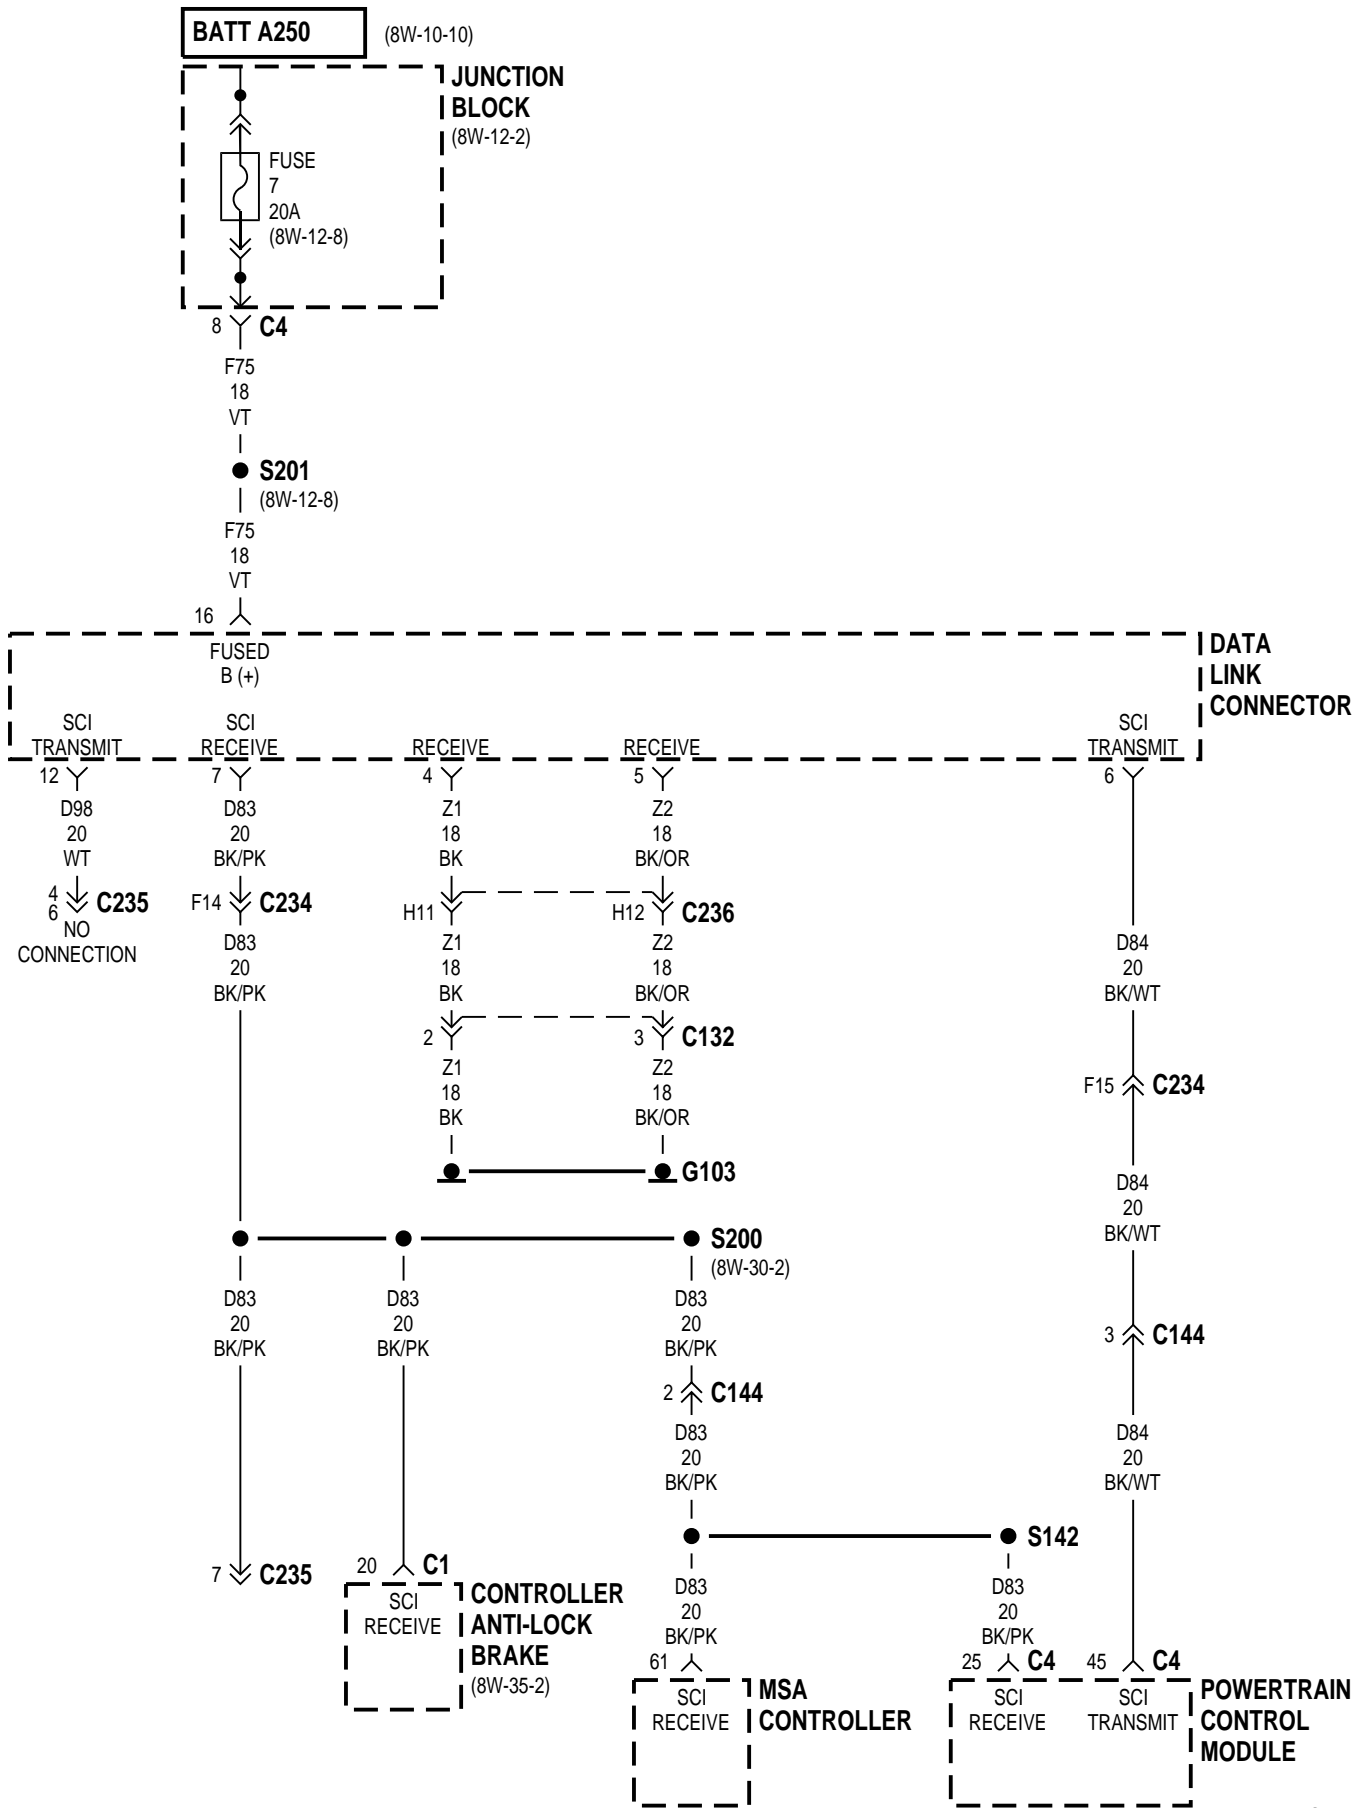 BATT A250
(8W-10-10)
JUNCTION
BLOCK
(8W-12-2)
FUSE
7
20A
(8W-12-8)
8
C4
F75
18
VT
S201
(8W-12-8)
F75
18
VT
16
FUSED
B (+)
DATA
LINK
CONNECTOR
SCI
TRANSMIT
SCI
RECEIVE
RECEIVE
RECEIVE
SCI
TRANSMIT
12
7
4
5
6
D98
20
WT
D83
20
BK/PK
Z1
18
BK
Z2
18
BK/OR
4
6
C235
NO
CONNECTION
F14
C234
H11
H12
C236
D83
20
BK/PK
Z1
18
BK
Z2
18
BK/OR
D84
20
BK/WT
2
3
C132
Z1
18
BK
Z2
18
BK/OR
F15
C234
G103
D84
20
BK/WT
S200
(8W-30-2)
D83
20
BK/PK
D83
20
BK/PK
D83
20
BK/PK
3
C144
2
C144
D83
20
BK/PK
D84
20
BK/WT
S142
7
C235
20
C1
SCI
RECEIVE
CONTROLLER
ANTI-LOCK
BRAKE
(8W-35-2)
D83
20
BK/PK
D83
20
BK/PK
61
25
C4
45
C4
SCI
RECEIVE
MSA
CONTROLLER
SCI
RECEIVE
SCI
TRANSMIT
POWERTRAIN
CONTROL
MODULE